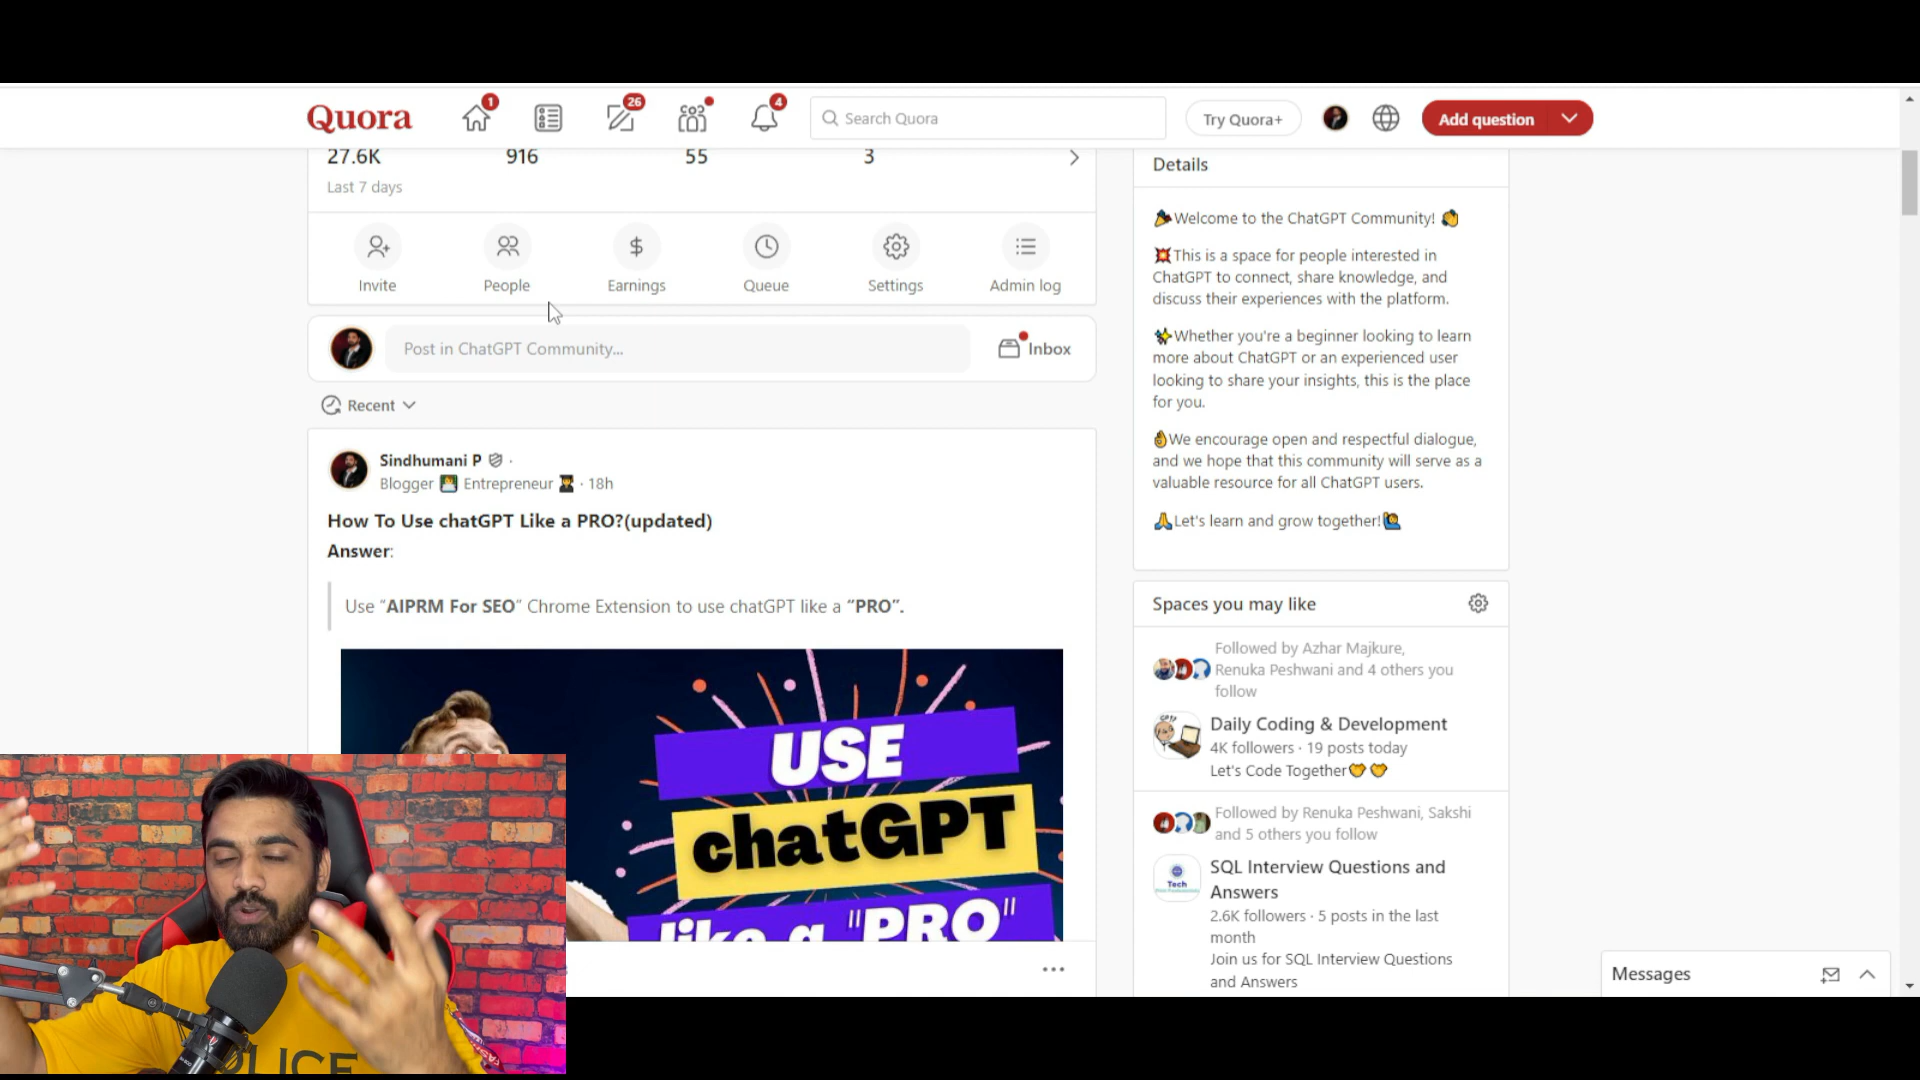 Quora
1
26
4
Search Quora
Try Quora+
Add question
27.6K
916
55
3
Last 7 days
Invite
People
Earnings
Queue
Settings
Admin log
Post in ChatGPT Community...
Inbox
Recent
Sindhumani P
Blogger Entrepreneur · 18h
How To Use chatGPT Like a PRO?(updated)
Answer:
Use “AIPRM For SEO” Chrome Extension to use chatGPT like a “PRO”.
USE
chatGPT
like a "PRO"
Details
Welcome to the ChatGPT Community!
This is a space for people interested in
ChatGPT to connect, share knowledge, and
discuss their experiences with the platform.
Whether you're a beginner looking to learn
more about ChatGPT or an experienced user
looking to share your insights, this is the place
for you.
We encourage open and respectful dialogue,
and we hope that this community will serve as a
valuable resource for all ChatGPT users.
Let's learn and grow together!
Spaces you may like
Followed by Azhar Majkure,
Renuka Peshwani and 4 others you
follow
Daily Coding & Development
4K followers · 19 posts today
Let's Code Together
Followed by Renuka Peshwani, Sakshi
and 5 others you follow
Tech
SQL Interview Questions and
Answers
2.6K followers · 5 posts in the last
month
Join us for SQL Interview Questions
and Answers
Messages